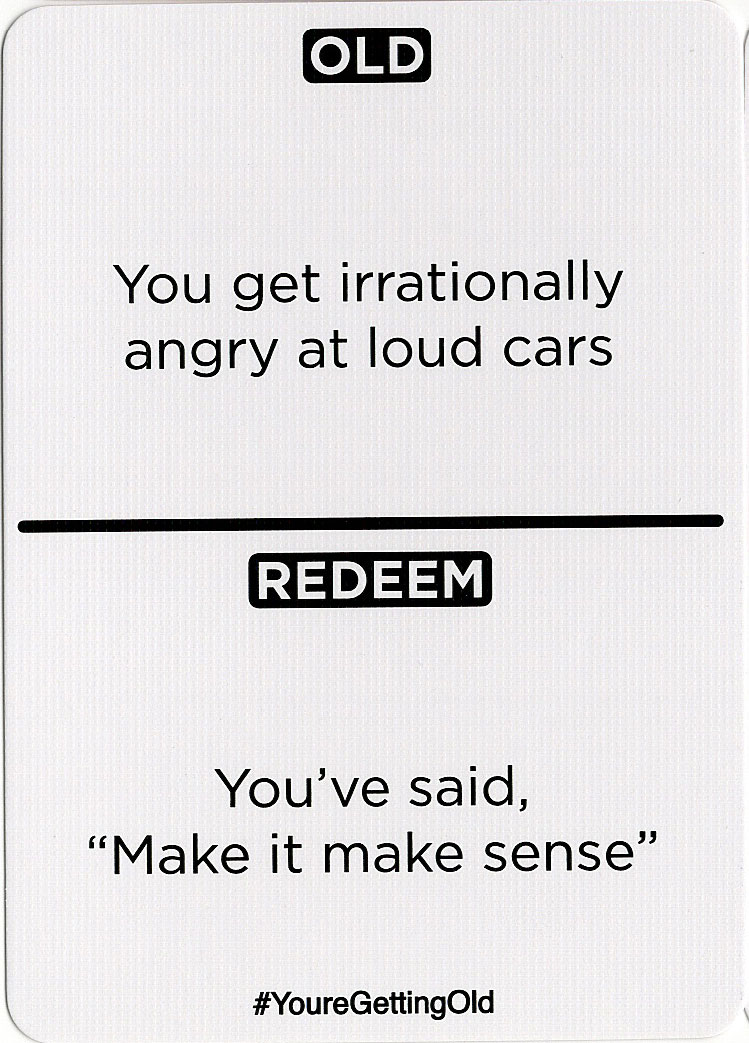 OLD
You get irrationally
angry at loud cars
REDEEM
You’ve said,
“Make it make sense”
#YoureGettingOld